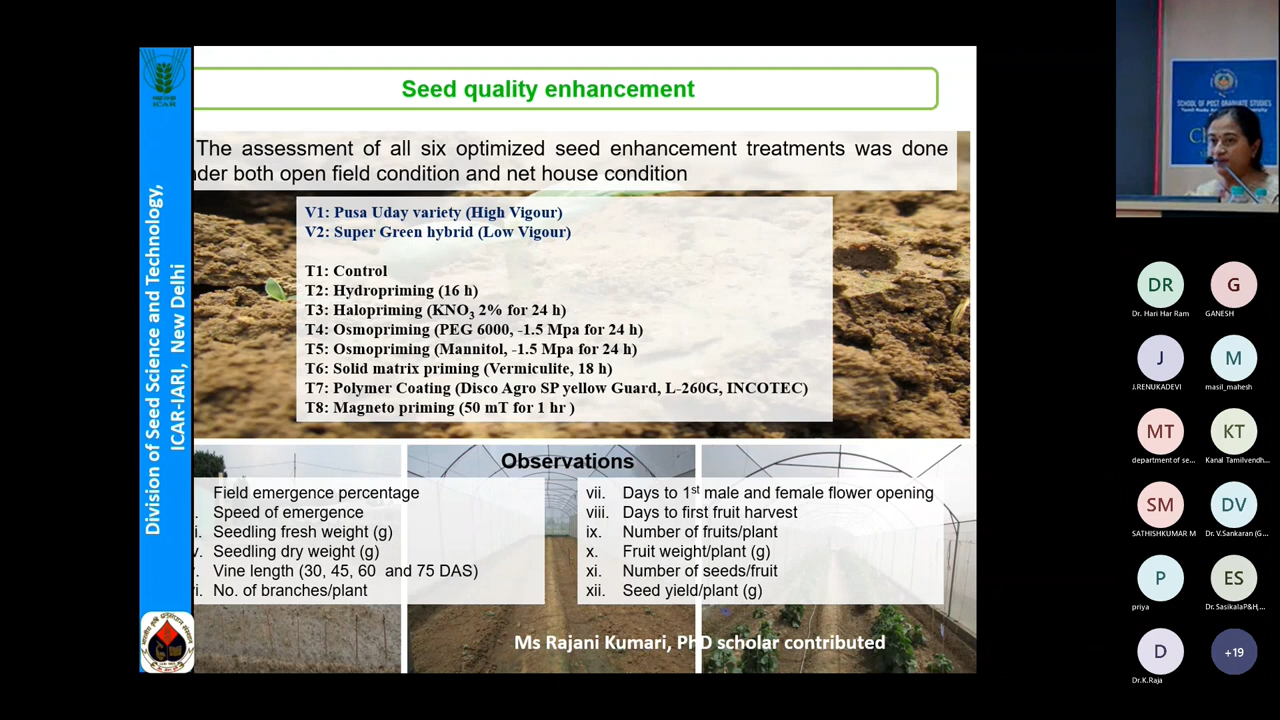 Seed quality enhancement
The assessment of all six optimized seed enhancement treatments was done
nder both open field condition and net house condition
V1: Pusa Uday variety (High Vigour)
V2: Super Green hybrid (Low Vigour)
T1: Control
T2: Hydropriming (16 h)
T3: Halopriming (KNO3 2% for 24 h)
T4: Osmopriming (PEG 6000, -1.5 Mpa for 24 h)
T5: Osmopriming (Mannitol, -1.5 Mpa for 24 h)
T6: Solid matrix priming (Vermiculite, 18 h)
T7: Polymer Coating (Disco Agro SP yellow Guard, L-260G, INCOTEC)
T8: Magneto priming (50 mT for 1 hr )
Observations
Field emergence percentage
. Speed of emergence
i. Seedling fresh weight (g)
v. Seedling dry weight (g)
. Vine length (30, 45, 60 and 75 DAS)
i. No. of branches/plant
vii. Days to 1st male and female flower opening
viii. Days to first fruit harvest
ix. Number of fruits/plant
x. Fruit weight/plant (g)
xi. Number of seeds/fruit
xii. Seed yield/plant (g)
Ms Rajani Kumari, PhD scholar contributed
Division of Seed Science and Technology,
ICAR-IARI, New Delhi
ICAR
SCHOOL OF POST GRADUATE STUDIES
DR
Dr. Hari Har Ram
G
GANESH
J
J.RENUKADEVI
M
masil_mahesh
MT
department of se...
KT
Kanal Tamilvendh...
SM
SATHISHKUMAR M
DV
Dr. V.Sankaran (G...
P
priya
ES
Dr. SasikalaP&H,...
D
Dr.K.Raja
+19